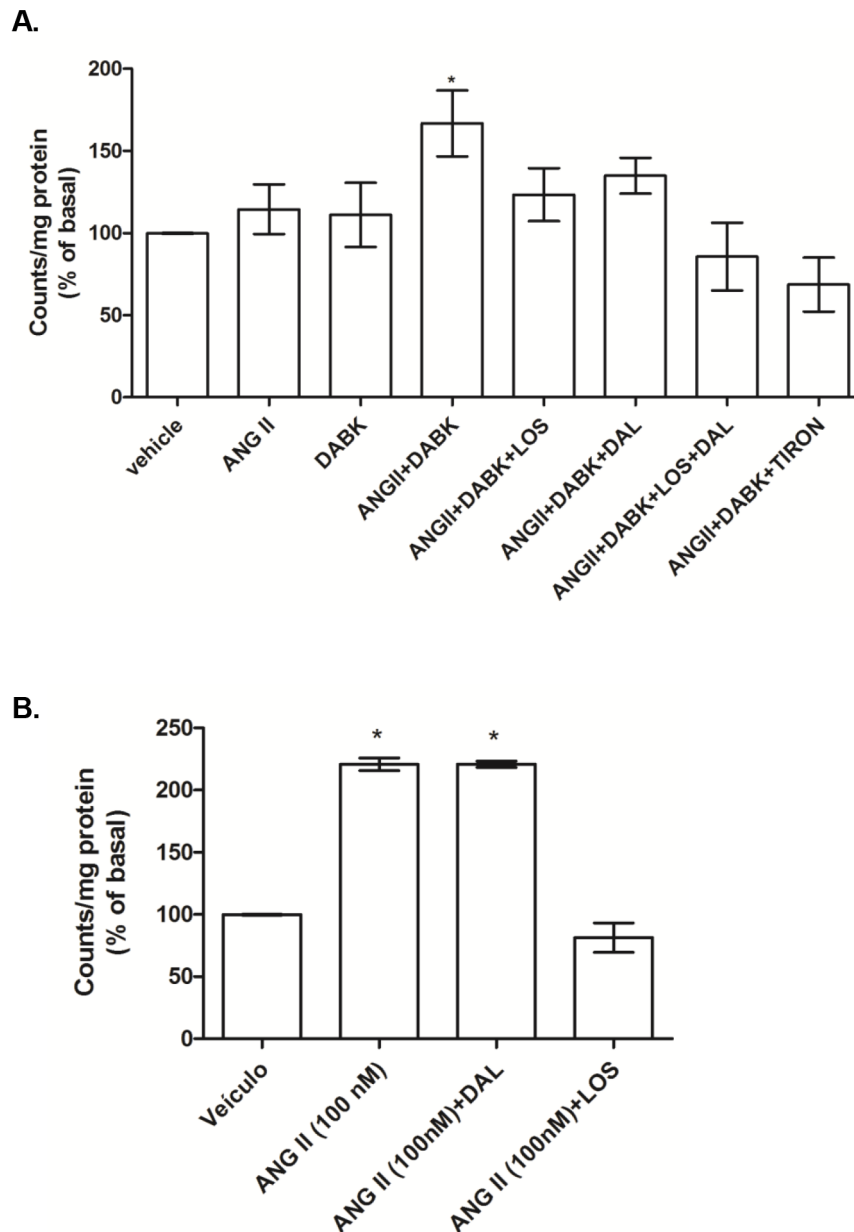 A.
Counts/mg protein
(% of basal)
200
150
100
50
0
*
vehicle
ANG II
DABK
ANGII+DABK
ANGII+DABK+LOS
ANGII+DABK+DAL
ANGII+DABK+LOS+DAL
ANGII+DABK+TIRON
B.
Counts/mg protein
(% of basal)
250
200
150
100
50
0
*
*
Veículo
ANG II (100 nM)
ANG II (100nM)+DAL
ANG II (100nM)+LOS